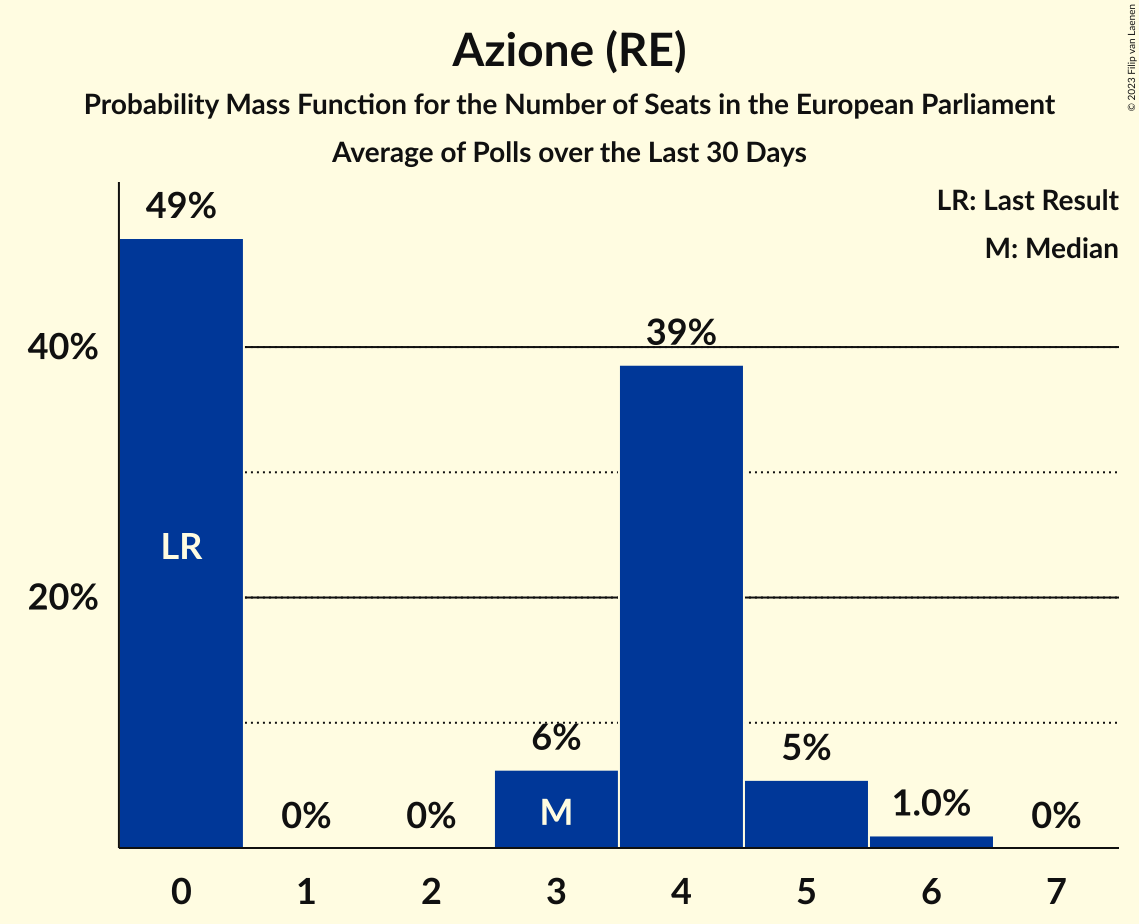 Azione (RE)
Probability Mass Function for the Number of Seats in the European Parliament
Average of Polls over the Last 30 Days
© 2023 Filip van Laenen
LR: Last Result
M: Median
49%
39%
40%
LR
20%
6%
5%
1.0%
0%
0%
M
0%
0
1
2
3
4
5
6
7